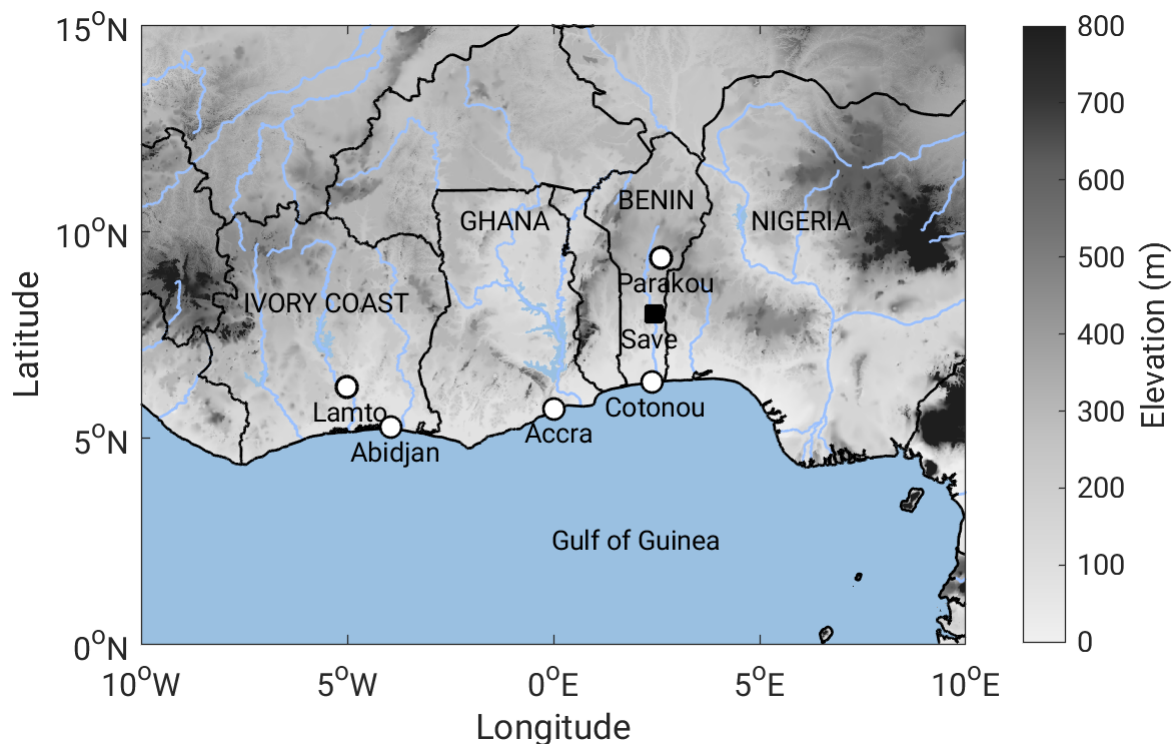 15°N
10°N
5°N
0°N
10°W
5°W
0°E
5°E
10°E
Latitude
Longitude
GHANA
BENIN
NIGERIA
IVORY COAST
Parakou
Save
Lamto
Abidjan
Accra
Cotonou
Gulf of Guinea
800
700
600
500
400
300
200
100
0
Elevation (m)